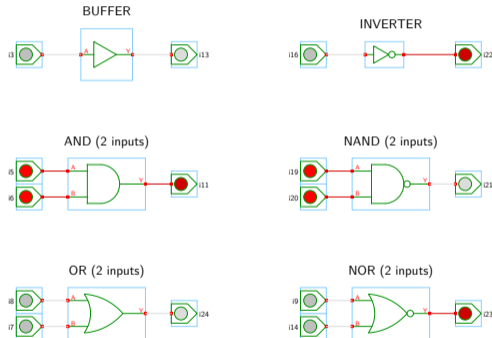 BUFFER
INVERTER
i3 A Y i13
i16 i22
AND (2 inputs)
NAND (2 inputs)
i5 A
Y i11
i6 B
i19 A
Y i21
i20 B
OR (2 inputs)
NOR (2 inputs)
i8 A
Y i24
i7 B
i9 A
Y i23
i14 B